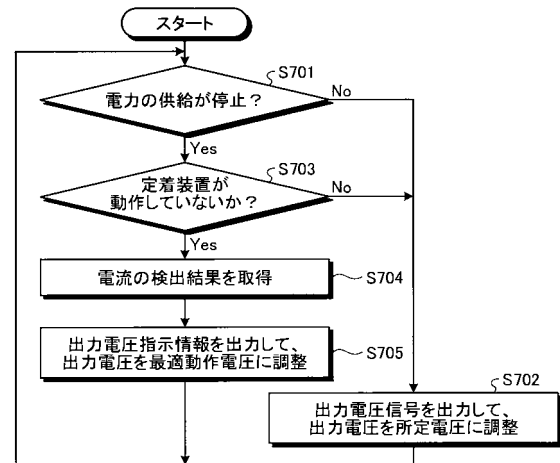 スタート
S701
電力の供給が停止?
No
Yes
S703
定着装置が
動作していないか?
No
Yes
電流の検出結果を取得
S704
出力電圧指示情報を出力して、
出力電圧を最適動作電圧に調整
S705
S702
出力電圧信号を出力して、
出力電圧を所定電圧に調整